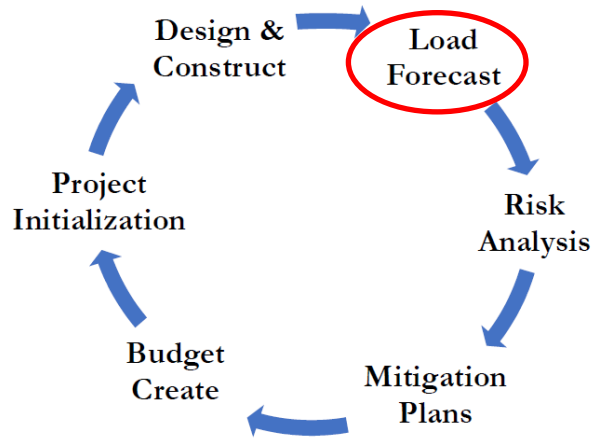 Design &
Construct
Load
Forecast
Risk
Analysis
Mitigation
Plans
Budget
Create
Project
Initialization